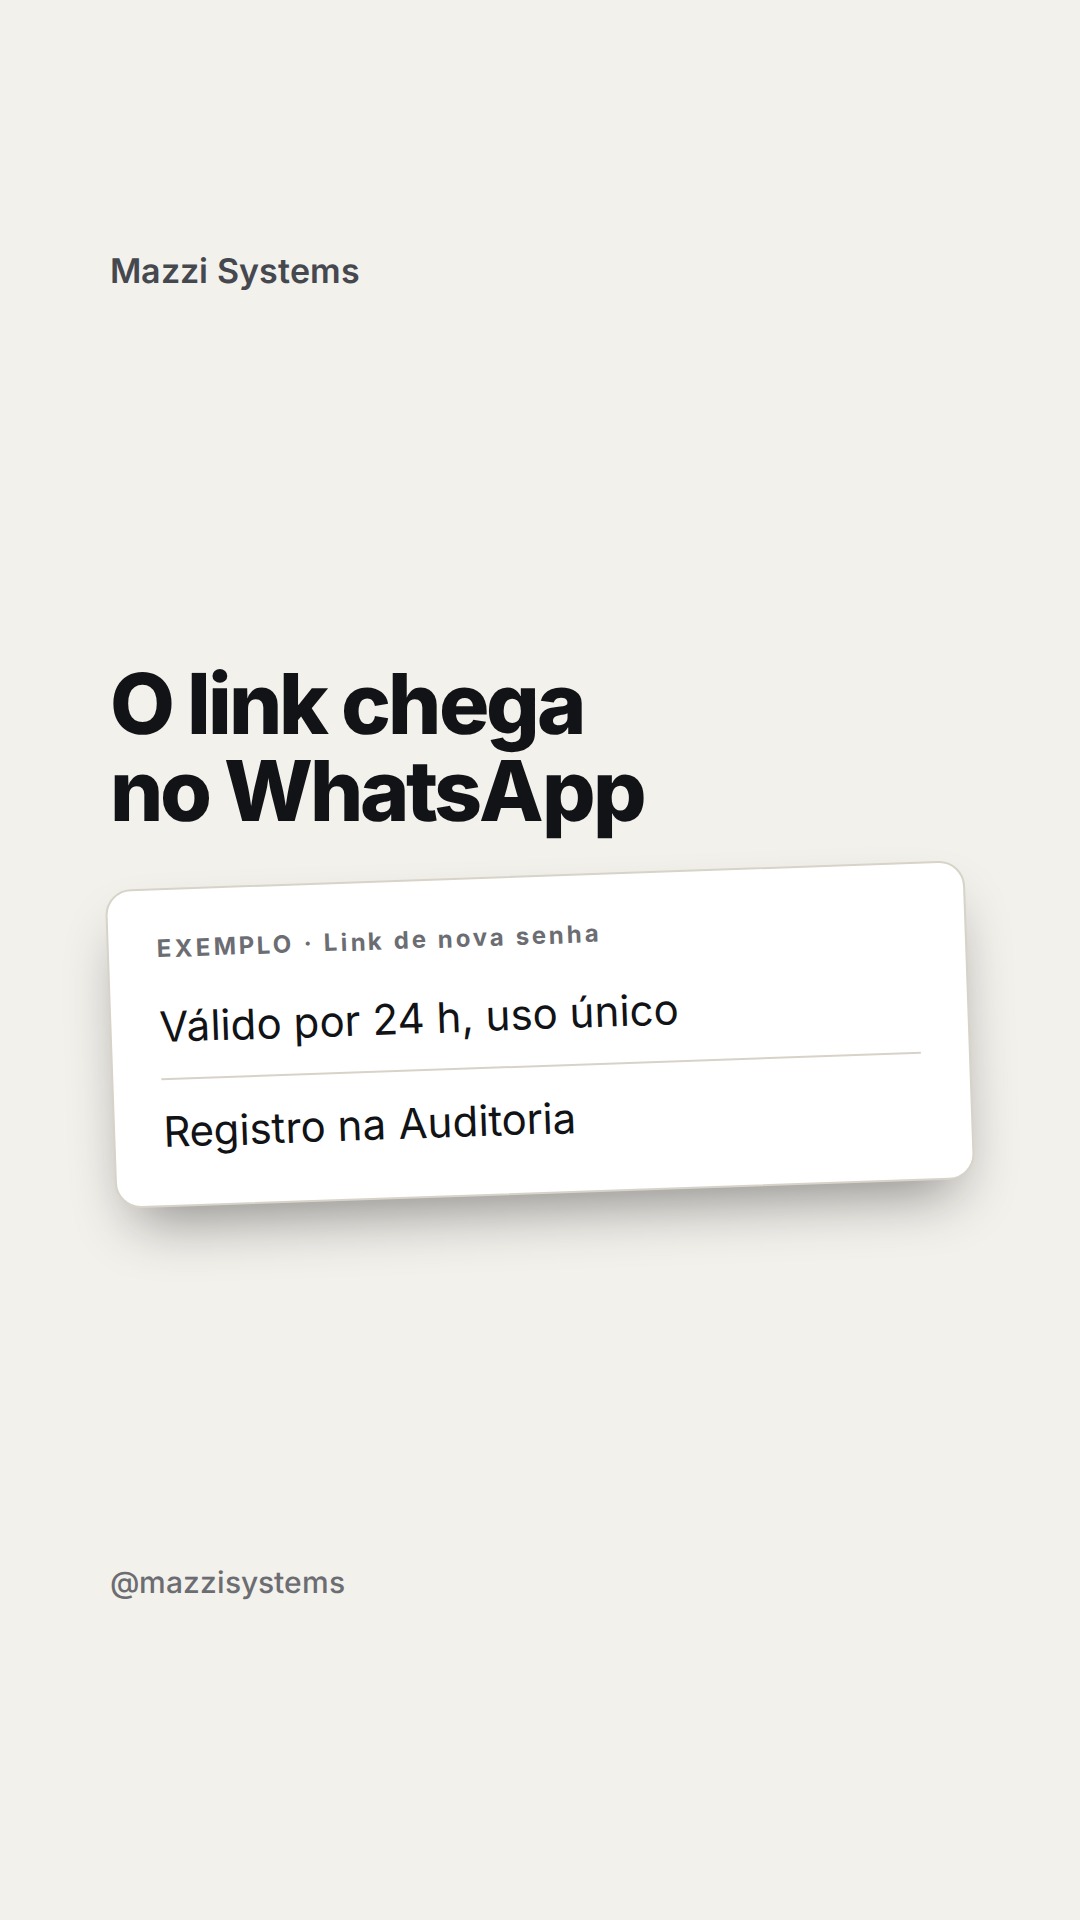 Mazzi Systems
O link chega
no WhatsApp
EXEMPLO · Link de nova senha
Válido por 24 h, uso único
Registro na Auditoria
@mazzisystems